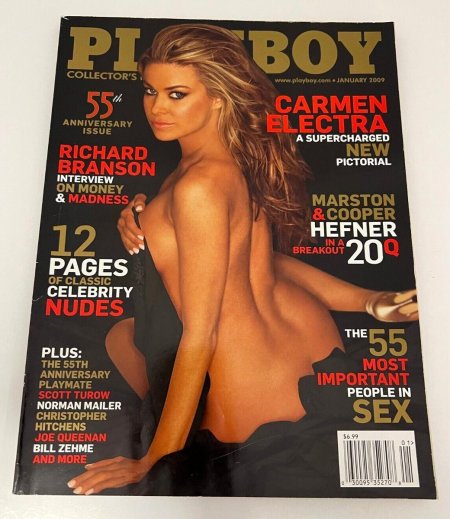 PLAYBOY
COLLECTOR'S
www.playboy.com • JANUARY 2009
55th
ANNIVERSARY
ISSUE
CARMEN
ELECTRA
A SUPERCHARGED
NEW
PICTORIAL
RICHARD
BRANSON
INTERVIEW
ON MONEY
& MADNESS
MARSTON
& COOPER
HEFNER
IN A
BREAKOUT 20Q
12
PAGES
OF CLASSIC
CELEBRITY
NUDES
THE 55
MOST
IMPORTANT
PEOPLE IN
SEX
PLUS:
THE 55TH
ANNIVERSARY
PLAYMATE
SCOTT TUROW
NORMAN MAILER
CHRISTOPHER
HITCHENS
JOE QUEENAN
BILL ZEHME
AND MORE
$6.99
01>
30095 35270